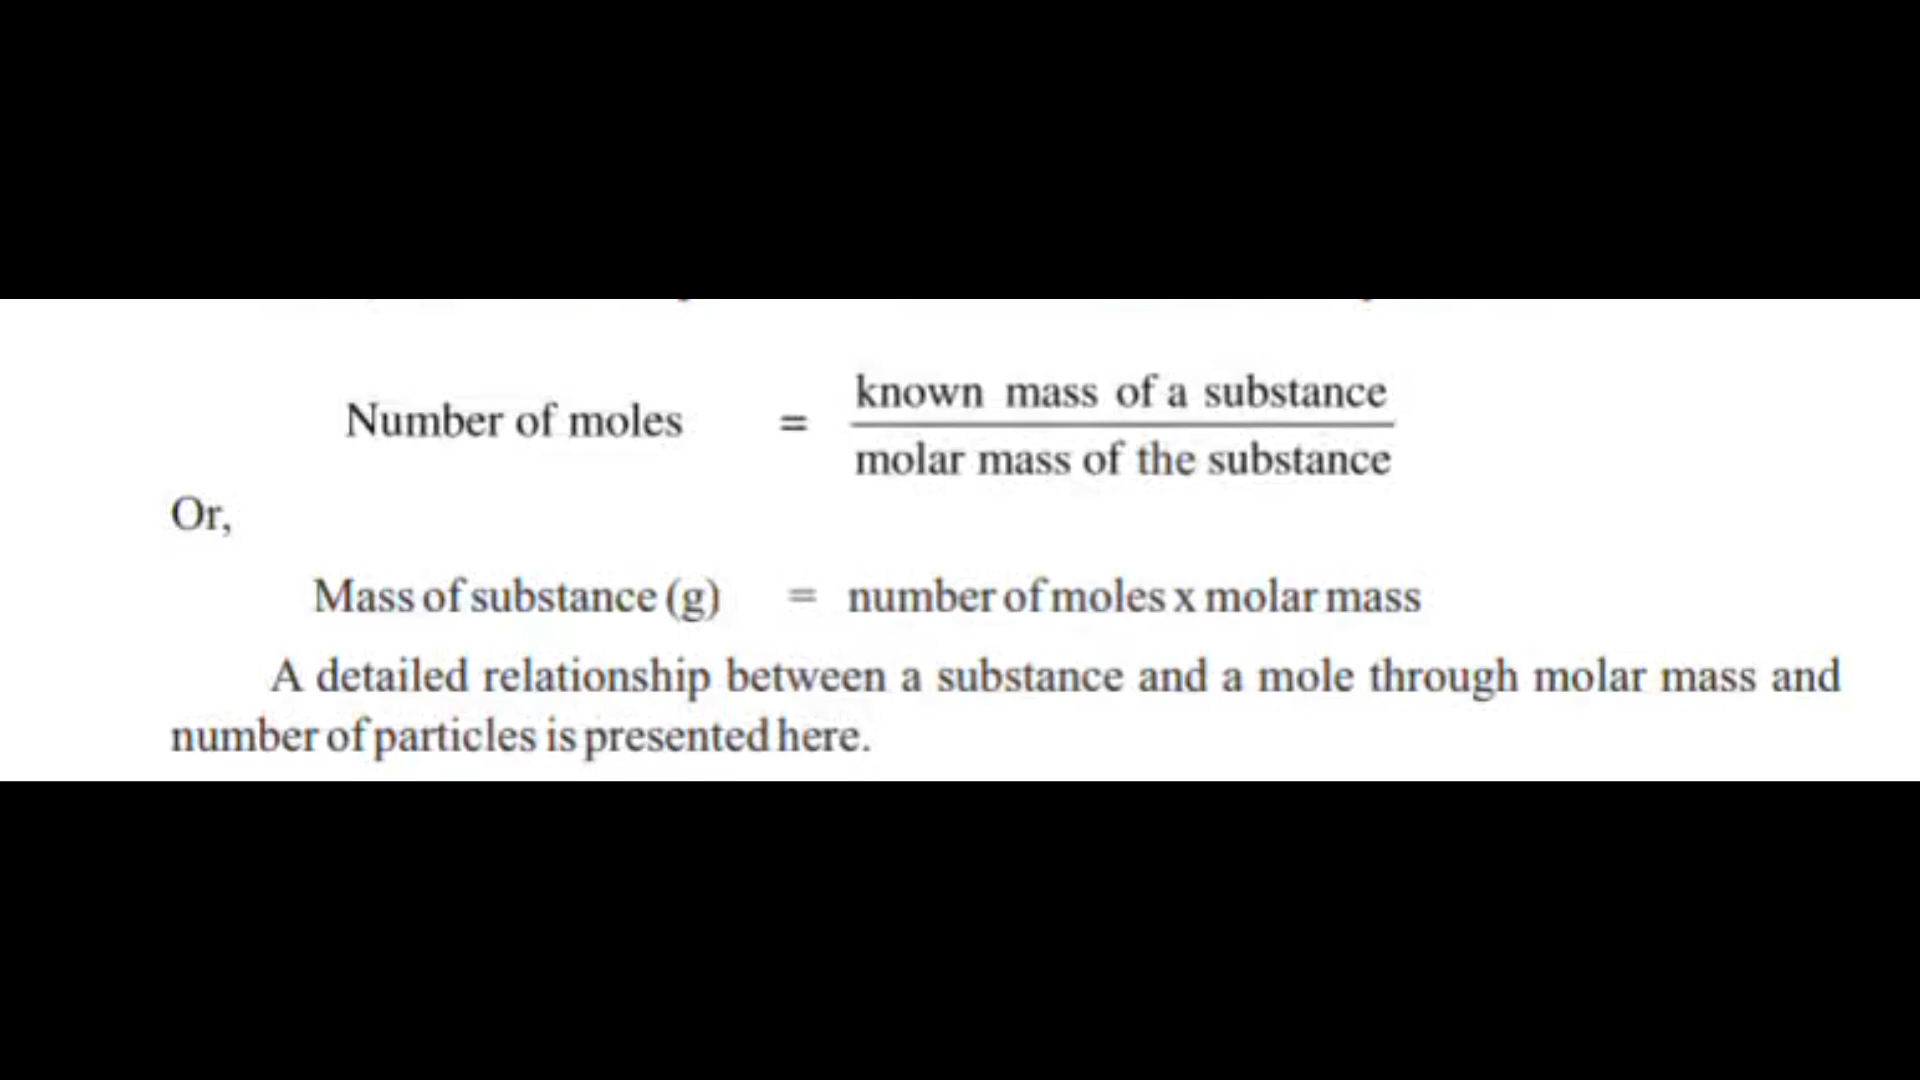 known mass of a substance
Number of moles =
molar mass of the substance
Or,
Mass of substance (g) = number of moles x molar mass
A detailed relationship between a substance and a mole through molar mass and
number of particles is presented here.